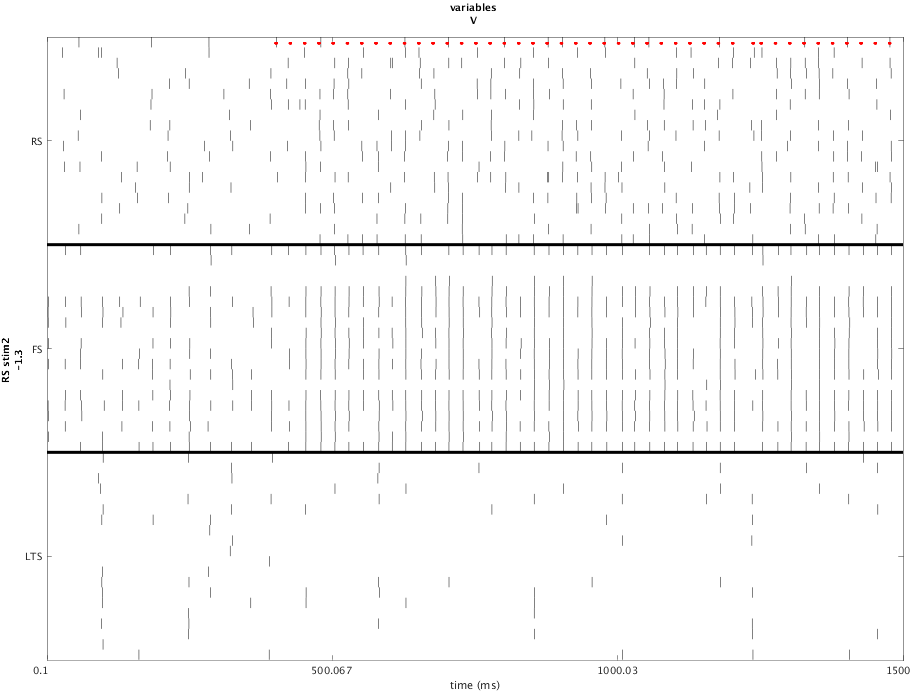 variables
V
RS
FS
LTS
RS stim2
-1.3
0.1
500.067
1000.03
1500
time (ms)